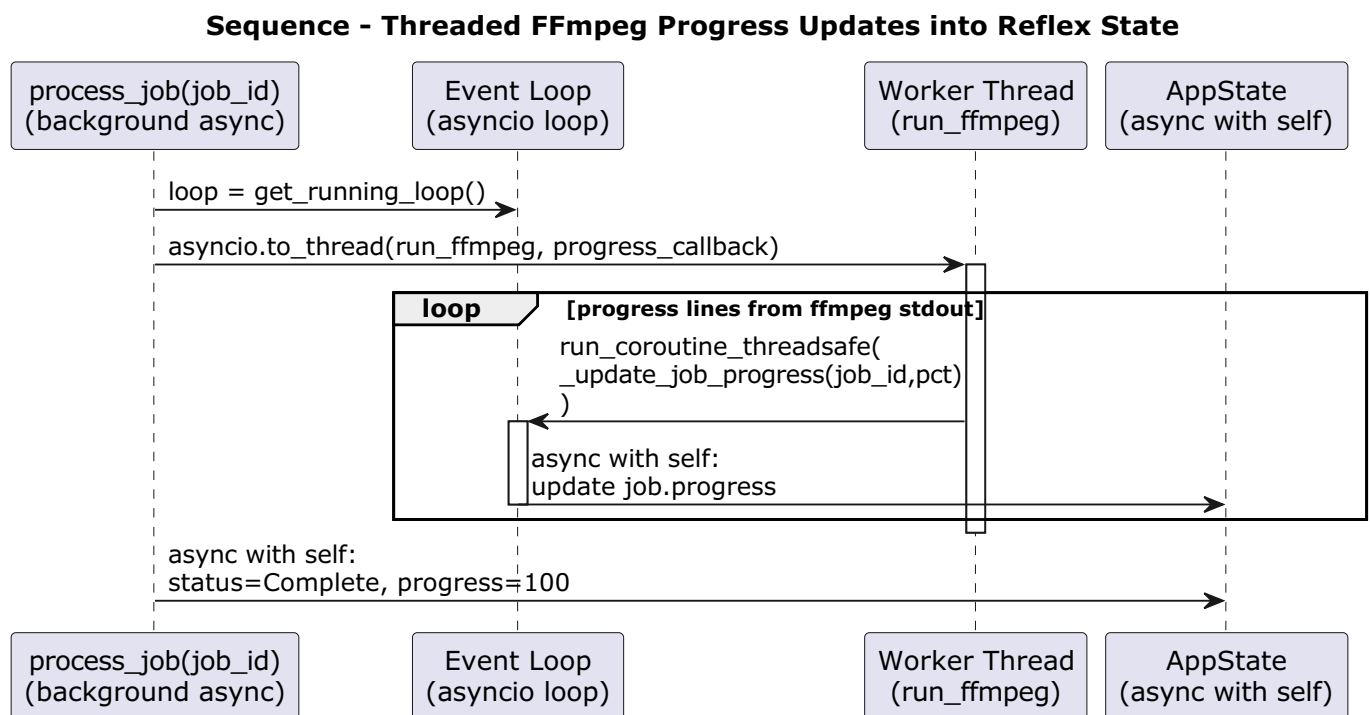 Sequence - Threaded FFmpeg Progress Updates into Reflex State
process_job(job_id)
(background async)
Event Loop
(asyncio loop)
Worker Thread
(run_ffmpeg)
AppState
(async with self)
loop = get_running_loop()
asyncio.to_thread(run_ffmpeg, progress_callback)
loop
[progress lines from ffmpeg stdout]
run_coroutine_threadsafe(
_update_job_progress(job_id,pct)
)
async with self:
update job.progress
async with self:
status=Complete, progress=100
process_job(job_id)
(background async)
Event Loop
(asyncio loop)
Worker Thread
(run_ffmpeg)
AppState
(async with self)